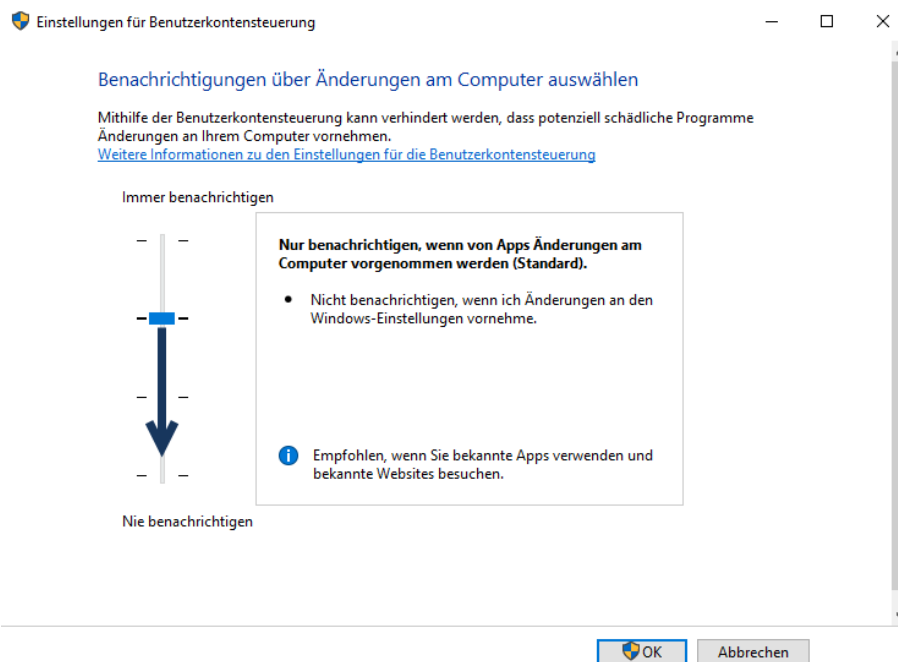 Einstellungen für Benutzerkontensteuerung
Benachrichtigungen über Änderungen am Computer auswählen
Mithilfe der Benutzerkontensteuerung kann verhindert werden, dass potenziell schädliche Programme
Änderungen an Ihrem Computer vornehmen.
Weitere Informationen zu den Einstellungen für die Benutzerkontensteuerung
Immer benachrichtigen
Nur benachrichtigen, wenn von Apps Änderungen am
Computer vorgenommen werden (Standard).
• Nicht benachrichtigen, wenn ich Änderungen an den
Windows-Einstellungen vornehme.
Empfohlen, wenn Sie bekannte Apps verwenden und
bekannte Websites besuchen.
Nie benachrichtigen
OK Abbrechen